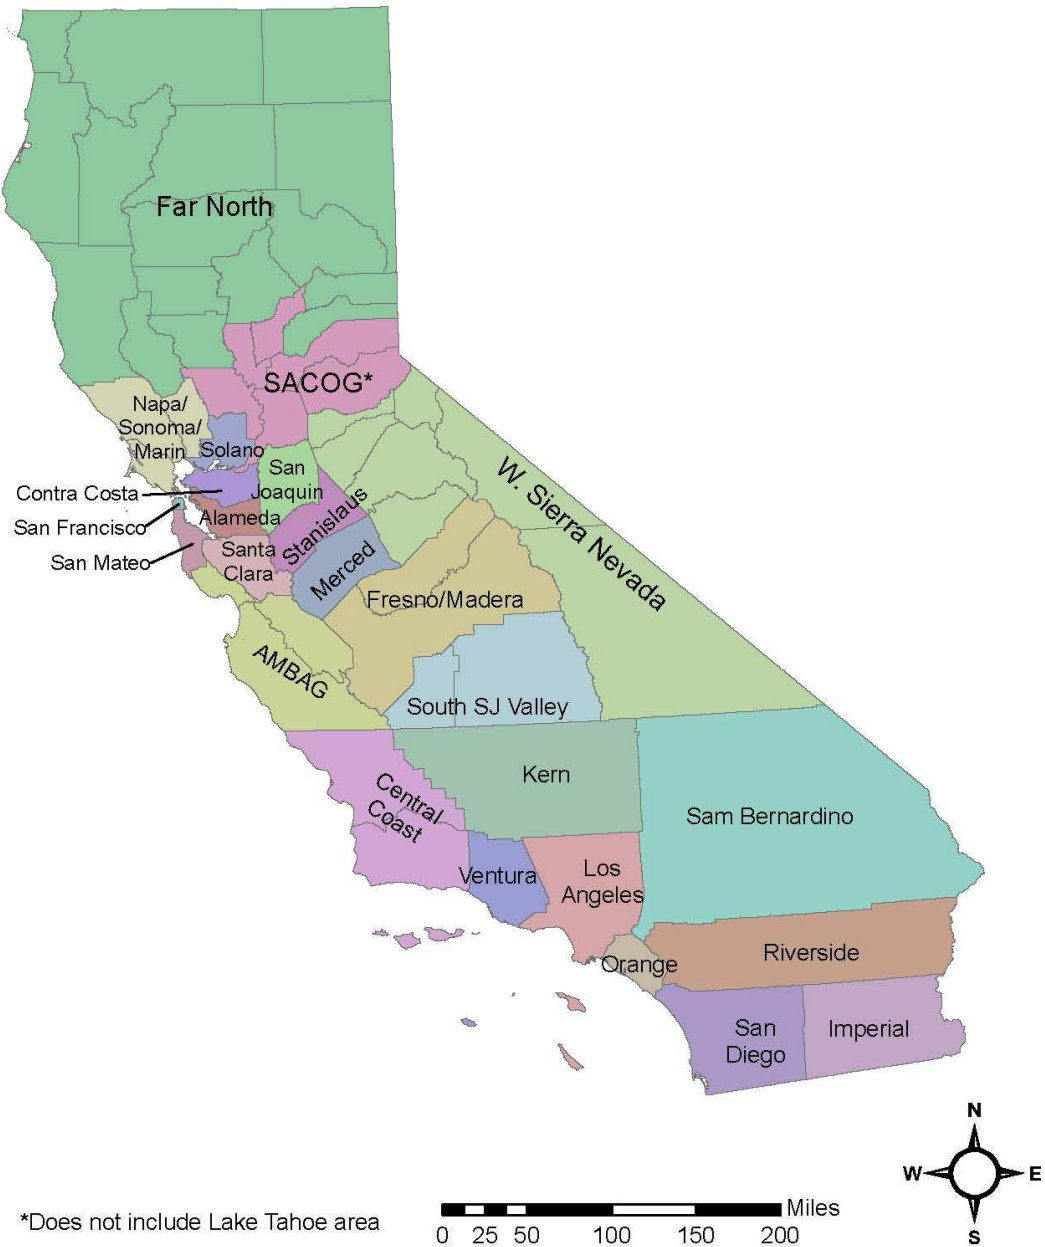 Far North
SACOG*
Napa/
Sonoma/
Marin
Solano
San
Joaquin
Contra Costa
San Francisco
Alameda
Stanislaus
San Mateo
Santa
Clara
Merced
W. Sierra Nevada
Fresno/Madera
AMBAG
South SJ Valley
Kern
Central
Coast
Sam Bernardino
Ventura
Los
Angeles
Orange
Riverside
San
Diego
Imperial
N
W
E
S
*Does not include Lake Tahoe area
Miles
0 25 50 100 150 200